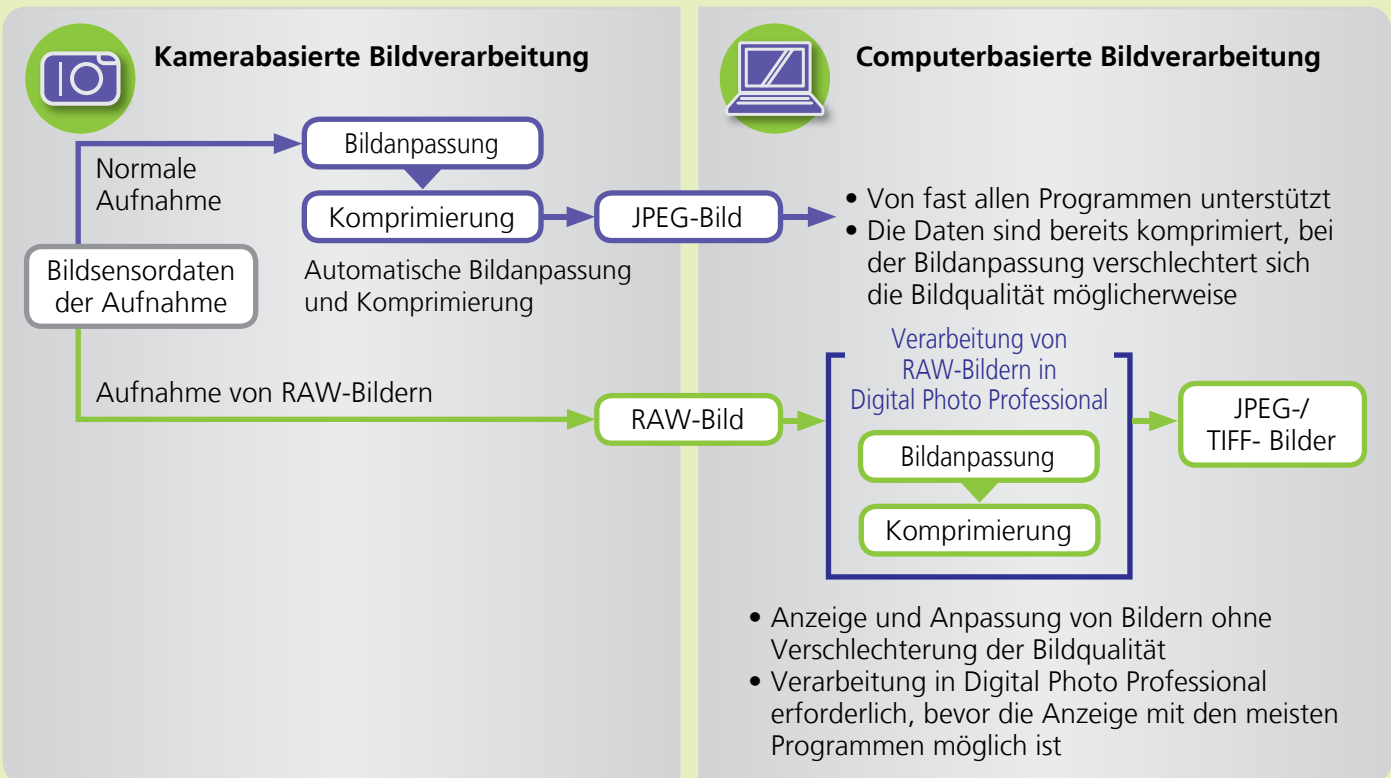 Kamerabasierte Bildverarbeitung
Normale
Aufnahme
Bildanpassung
Komprimierung
JPEG-Bild
Automatische Bildanpassung
und Komprimierung
Bildsensordaten
der Aufnahme
Aufnahme von RAW-Bildern
RAW-Bild
Computerbasierte Bildverarbeitung
• Von fast allen Programmen unterstützt
• Die Daten sind bereits komprimiert, bei
der Bildanpassung verschlechtert sich
die Bildqualität möglicherweise
Verarbeitung von
RAW-Bildern in
Digital Photo Professional
Bildanpassung
Komprimierung
JPEG-/
TIFF- Bilder
• Anzeige und Anpassung von Bildern ohne
Verschlechterung der Bildqualität
• Verarbeitung in Digital Photo Professional
erforderlich, bevor die Anzeige mit den meisten
Programmen möglich ist